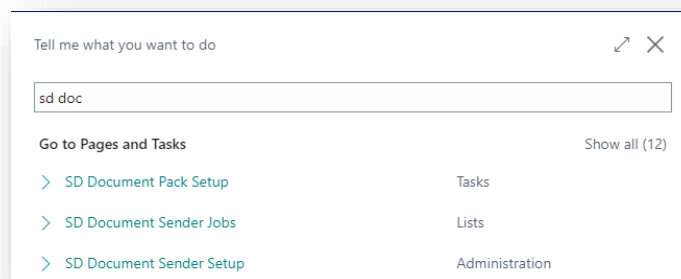 Tell me what you want to do
sd doc
Go to Pages and Tasks Show all (12)
SD Document Pack Setup Tasks
SD Document Sender Jobs Lists
SD Document Sender Setup Administration